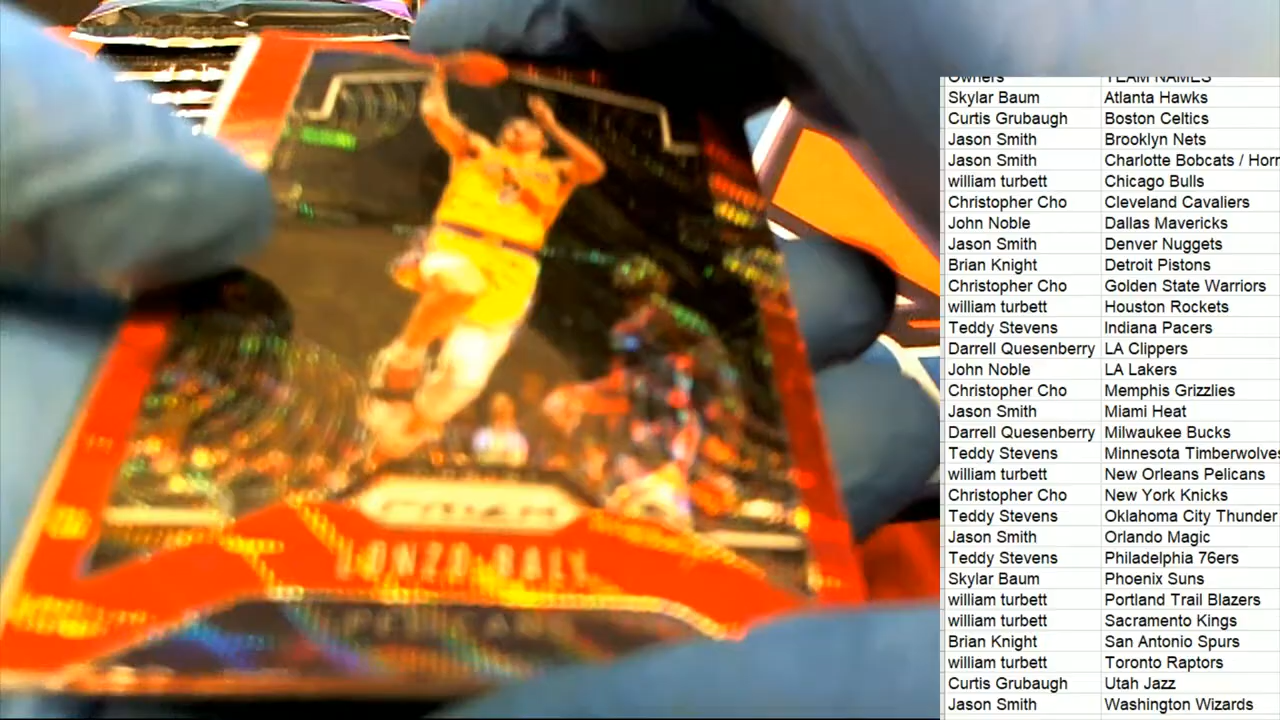 Owners TEAM NAMES
Skylar Baum Atlanta Hawks
Curtis Grubaugh Boston Celtics
Jason Smith Brooklyn Nets
Jason Smith Charlotte Bobcats / Horn
william turbett Chicago Bulls
Christopher Cho Cleveland Cavaliers
John Noble Dallas Mavericks
Jason Smith Denver Nuggets
Brian Knight Detroit Pistons
Christopher Cho Golden State Warriors
william turbett Houston Rockets
Teddy Stevens Indiana Pacers
Darrell Quesenberry LA Clippers
John Noble LA Lakers
Christopher Cho Memphis Grizzlies
Jason Smith Miami Heat
Darrell Quesenberry Milwaukee Bucks
Teddy Stevens Minnesota Timberwolves
william turbett New Orleans Pelicans
Christopher Cho New York Knicks
Teddy Stevens Oklahoma City Thunder
Jason Smith Orlando Magic
Teddy Stevens Philadelphia 76ers
Skylar Baum Phoenix Suns
william turbett Portland Trail Blazers
william turbett Sacramento Kings
Brian Knight San Antonio Spurs
william turbett Toronto Raptors
Curtis Grubaugh Utah Jazz
Jason Smith Washington Wizards
PRIZM
LONZO BALL